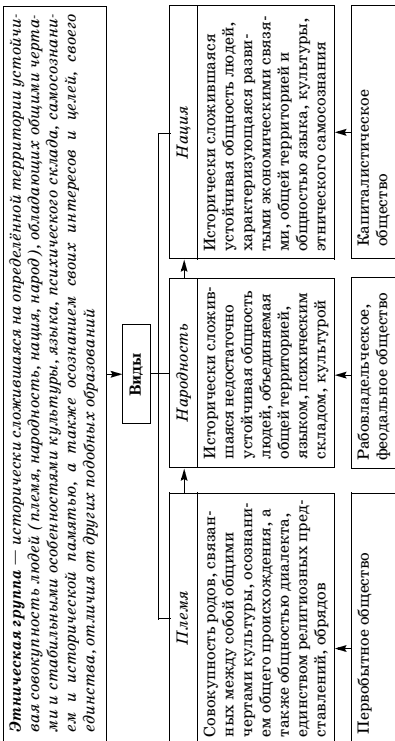 Этническая группа — исторически сложившаяся на определённой территории устойчи-
вая совокупность людей (племя, народность, нация, народ), обладающих общими черта-
ми и стабильными особенностями культуры, языка, психического склада, самосознани-
ем и исторической памятью, а также осознанием своих интересов и целей, своего
единства, отличия от других подобных образований
Виды
Племя
Совокупность родов, связан-
ных между собой общими
чертами культуры, осознани-
ем общего происхождения, а
также общностью диалекта,
единством религиозных пред-
ставлений, обрядов
Первобытное общество
Народность
Исторически сложив-
шаяся недостаточно
устойчивая общность
людей, объединяемая
общей территорией,
языком, психическим
складом, культурой
Рабовладельческое,
феодальное общество
Нация
Исторически сложившаяся
устойчивая общность людей,
характеризующаяся разви-
тыми экономическими связя-
ми, общей территорией и
общностью языка, культуры,
этнического самосознания
Капиталистическое
общество